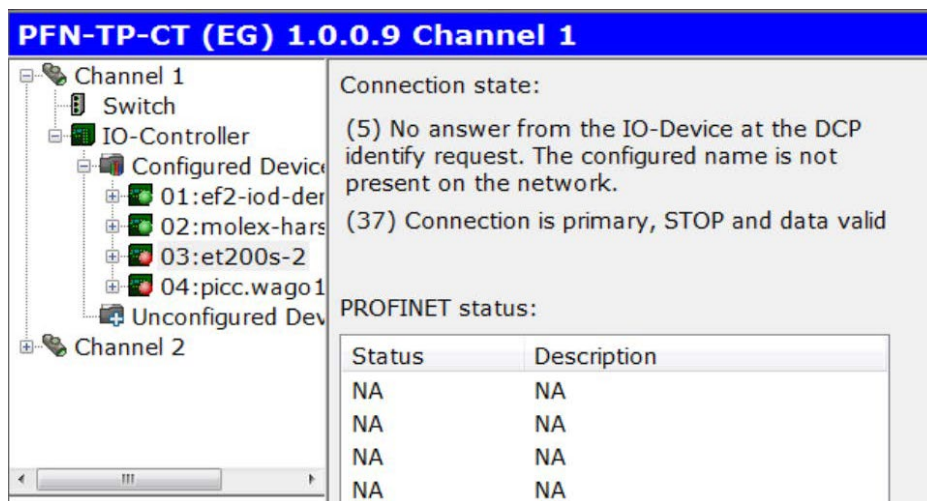 PFN-TP-CT (EG) 1.0.0.9 Channel 1
Channel 1
Switch
IO-Controller
Configured Device
01:ef2-iod-der
02:molex-hars
03:et200s-2
04:picc.wago1
Unconfigured Dev
Channel 2
Connection state:
(5) No answer from the IO-Device at the DCP
identify request. The configured name is not
present on the network.
(37) Connection is primary, STOP and data valid
PROFINET status:
Status Description
NA NA
NA NA
NA NA
NA NA